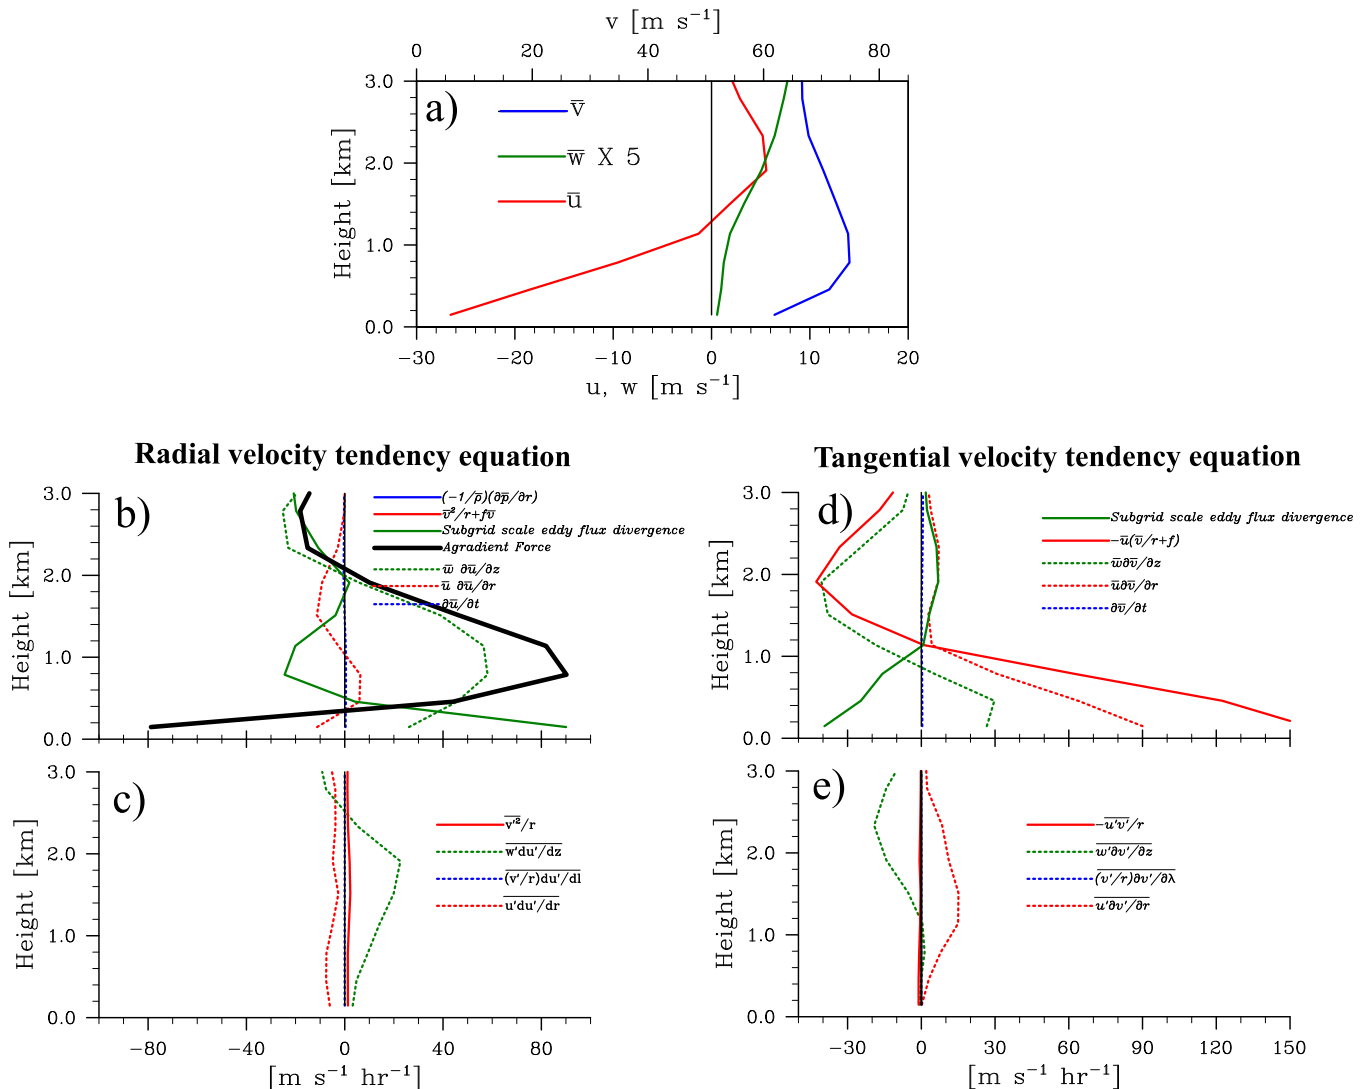 v [m s⁻¹]
0 20 40 60 80
3.0
2.0
1.0
0.0
Height [km]
a)
v̅
w̅ X 5
u̅
−30 −20 −10 0 10 20
u, w [m s⁻¹]
Radial velocity tendency equation
3.0
2.0
1.0
0.0
Height [km]
b)
(-1/ρ̅)(∂p̅/∂r)
v̅²/r+fv̅
Subgrid scale eddy flux divergence
Agradient Force
w̅ ∂u̅/∂z
u̅ ∂u̅/∂r
∂u̅/∂t
3.0
2.0
1.0
0.0
Height [km]
c)
v'²/r
w'du'/dz
(v'/r)du'/dl
u'du'/dr
−80 −40 0 40 80
[m s⁻¹ hr⁻¹]
Tangential velocity tendency equation
3.0
2.0
1.0
0.0
Height [km]
d)
Subgrid scale eddy flux divergence
-u̅(v̅/r+f)
w̅∂v̅/∂z
u̅∂v̅/∂r
∂v̅/∂t
3.0
2.0
1.0
0.0
Height [km]
e)
-u'v'/r
w'∂v'/∂z
(v'/r)∂v'/∂λ
u'∂v'/∂r
−30 0 30 60 90 120 150
[m s⁻¹ hr⁻¹]